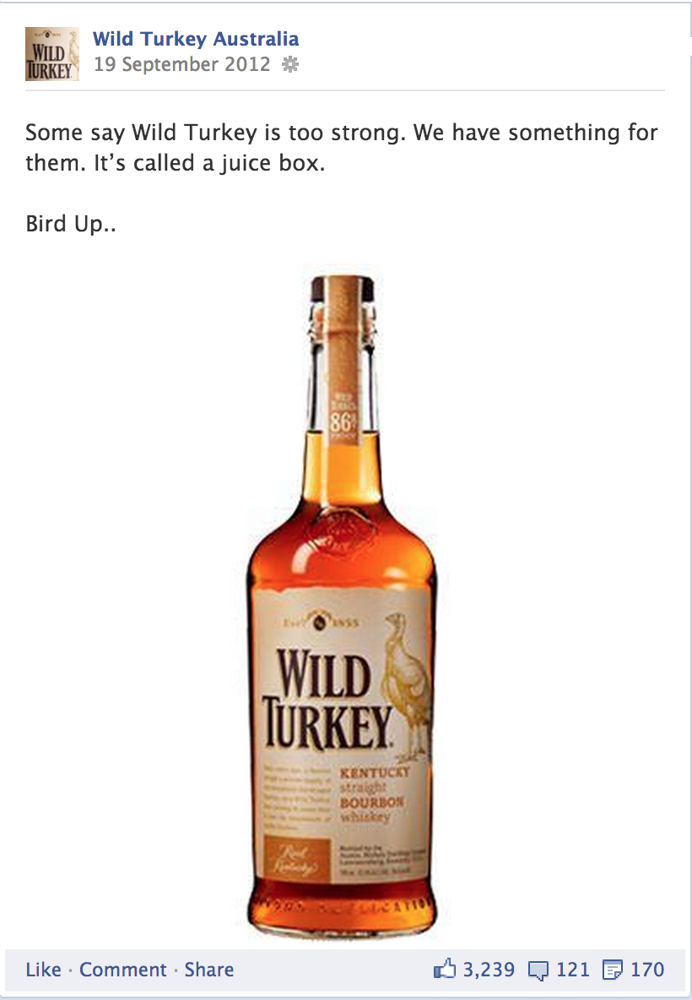 WILD
TURKEY
Wild Turkey Australia
19 September 2012
Some say Wild Turkey is too strong. We have something for
them. It’s called a juice box.
Bird Up..
86
WILD
TURKEY.
KENTUCKY
straight
BOURBON
whiskey
Real
Kentucky
Like · Comment · Share
3,239
121
170